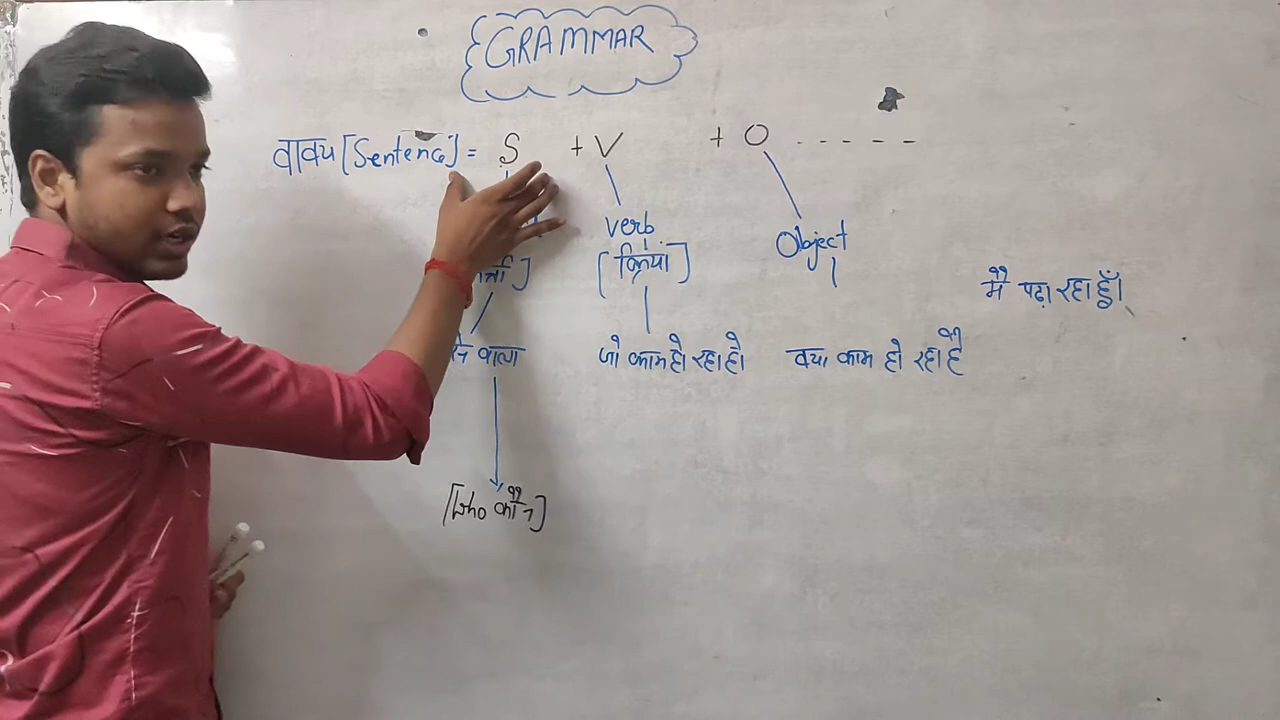 GRAMMAR
वाक्य [Sentence] = S + V + O - - - - -
verb
Object
[क्रिया]
मैं पढ़ा रहा हूँ।
वाला जो काम हो रहा हो क्या काम हो रहा है
[Who कौन]